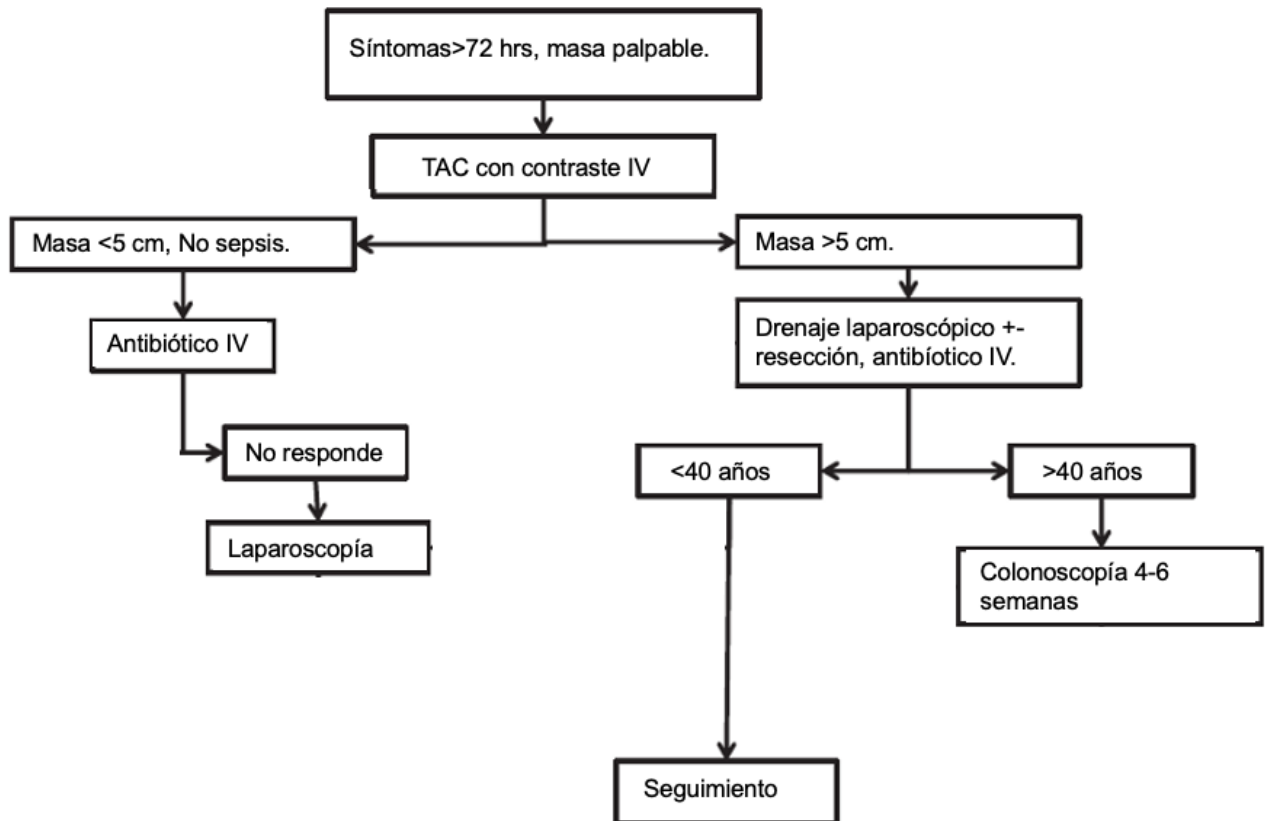 Síntomas>72 hrs, masa palpable.
TAC con contraste IV
Masa <5 cm, No sepsis.
Masa >5 cm.
Antibiótico IV
Drenaje laparoscópico +-
resección, antibíotico IV.
No responde
<40 años
>40 años
Laparoscopía
Colonoscopía 4-6
semanas
Seguimiento